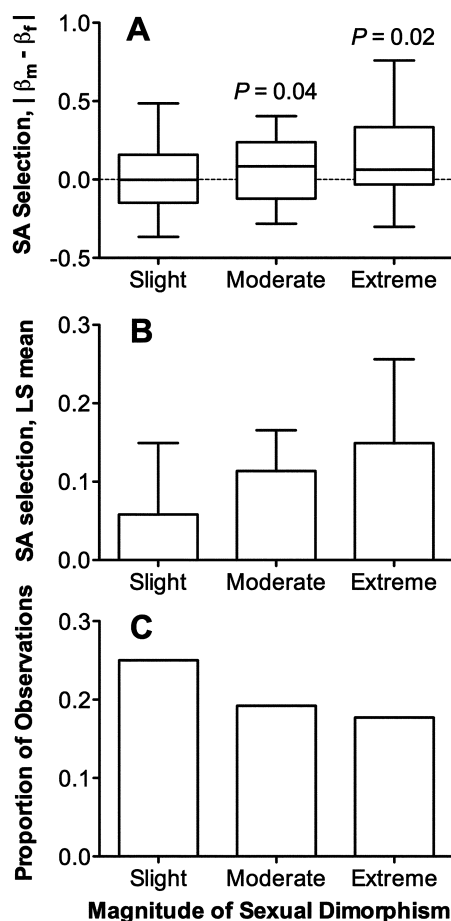 A
SA Selection, | βm - βf |
1.0
0.5
0.0
-0.5
P = 0.04
P = 0.02
Slight Moderate Extreme
B
SA selection, LS mean
0.3
0.2
0.1
0.0
Slight Moderate Extreme
C
Proportion of Observations
0.3
0.2
0.1
0.0
Slight Moderate Extreme
Magnitude of Sexual Dimorphism